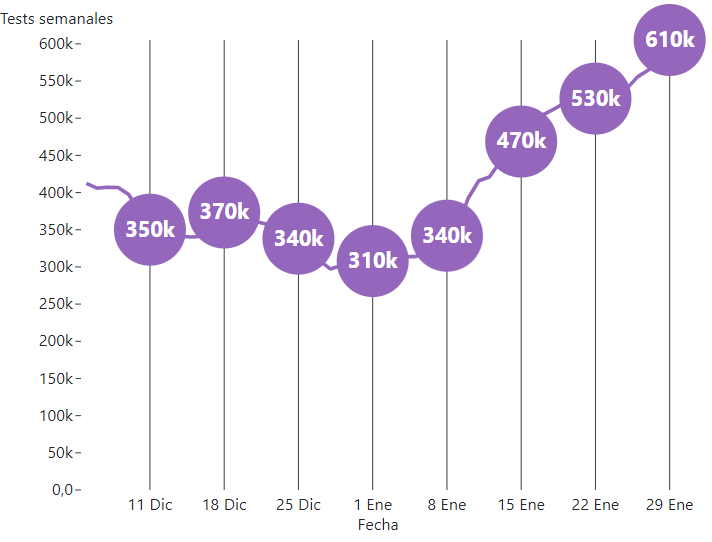 Tests semanales
600k
550k
500k
450k
400k
350k
300k
250k
200k
150k
100k
50k
0,0
350k
370k
340k
310k
340k
470k
530k
610k
11 Dic
18 Dic
25 Dic
1 Ene
8 Ene
15 Ene
22 Ene
29 Ene
Fecha